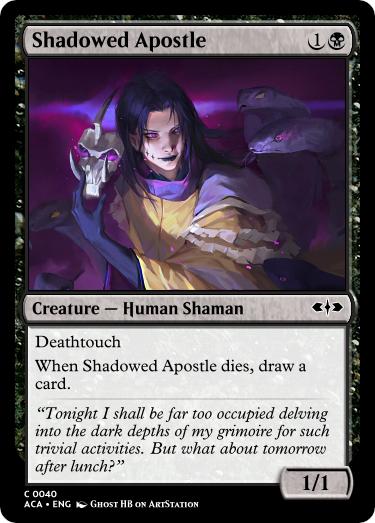 Shadowed Apostle 1
Creature — Human Shaman
Deathtouch
When Shadowed Apostle dies, draw a
card.
“Tonight I shall be far too occupied delving
into the dark depths of my grimoire for such
trivial activities. But what about tomorrow
after lunch?”
1/1
C 0040
ACA • ENG Ghost HB on ArtStation